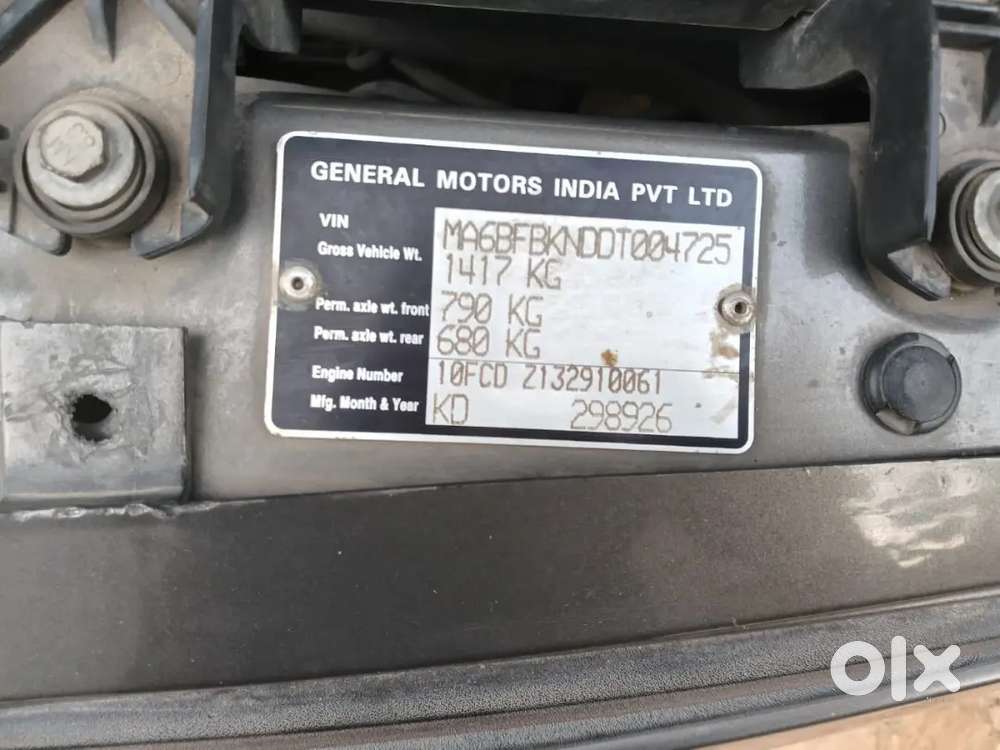 GENERAL MOTORS INDIA PVT LTD
VIN MA6BFBKNDDT004725
Gross Vehicle Wt. 1417 KG
Perm. axle wt. front 790 KG
Perm. axle wt. rear 680 KG
Engine Number 10FCD Z132910061
Mfg. Month & Year KD 298926
olx